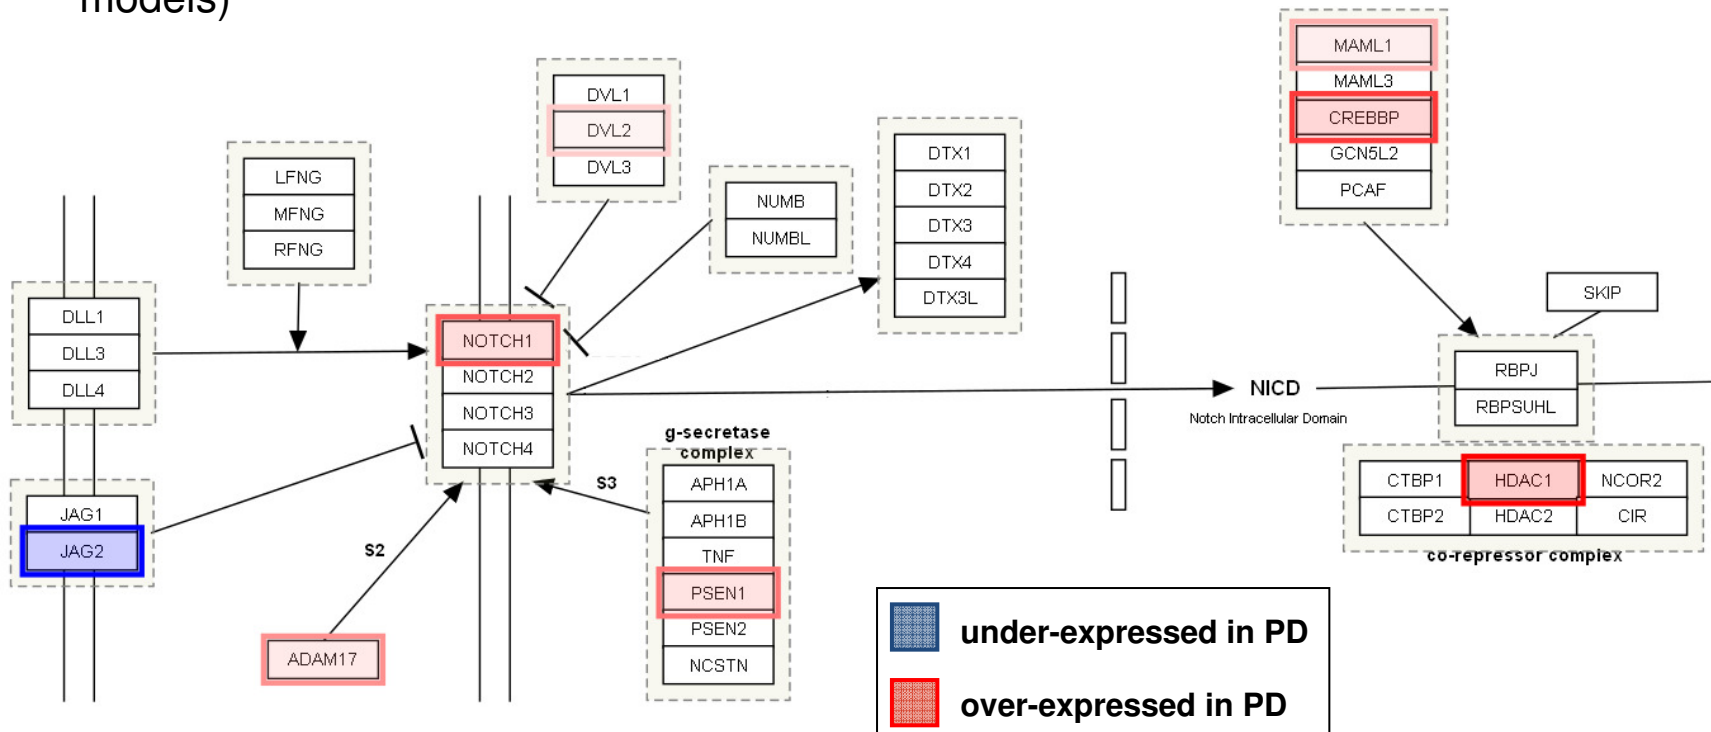 models)
MAML1
MAML3
CREBBP
GCN5L2
PCAF
DVL1
DVL2
DVL3
DTX1
DTX2
DTX3
DTX4
DTX3L
LFNG
MFNG
RFNG
NUMB
NUMBL
SKIP
DLL1
DLL3
DLL4
NOTCH1
NOTCH2
NOTCH3
NOTCH4
NICD
Notch Intracellular Domain
RBPJ
RBPSUHL
g-secretase
complex
APH1A
APH1B
TNF
PSEN1
PSEN2
NCSTN
S3
S2
CTBP1 HDAC1 NCOR2
CTBP2 HDAC2 CIR
co-repressor complex
JAG1
JAG2
ADAM17
under-expressed in PD
over-expressed in PD